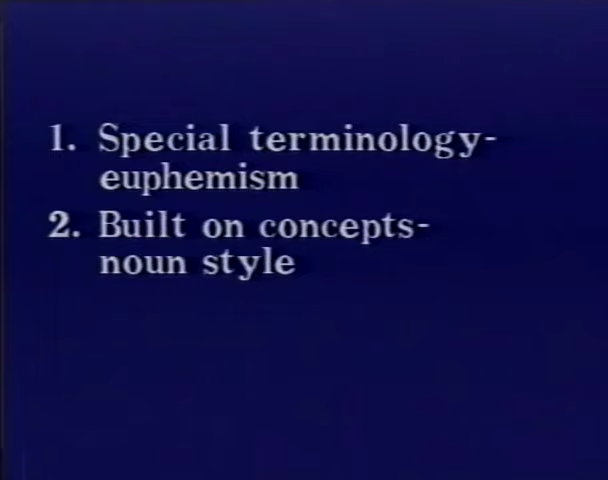 1. Special terminology-
euphemism
2. Built on concepts-
noun style